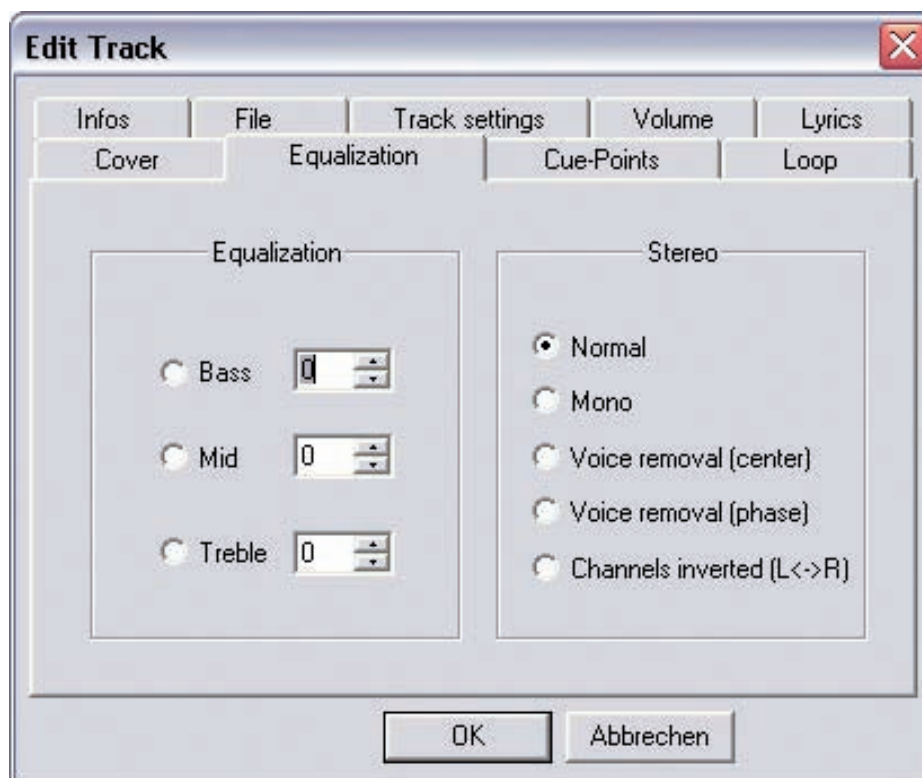 Edit Track
Infos File Track settings Volume Lyrics
Cover Equalization Cue-Points Loop
Equalization
Bass 0
Mid 0
Treble 0
Stereo
Normal
Mono
Voice removal (center)
Voice removal (phase)
Channels inverted (L<->R)
OK Abbrechen